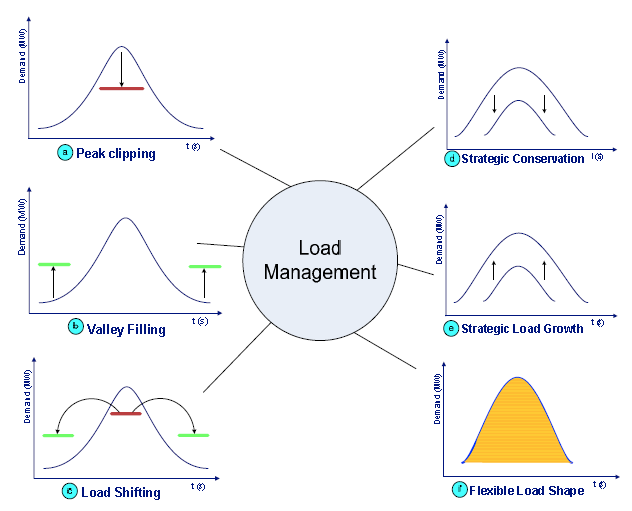 Demand (MW)
t (s)
a Peak clipping
Demand (MW)
t (s)
b Valley Filling
Demand (MW)
t (s)
c Load Shifting
Load
Management
Demand (MW)
t (s)
d Strategic Conservation
Demand (MW)
t (s)
e Strategic Load Growth
Demand (MW)
t (s)
f Flexible Load Shape